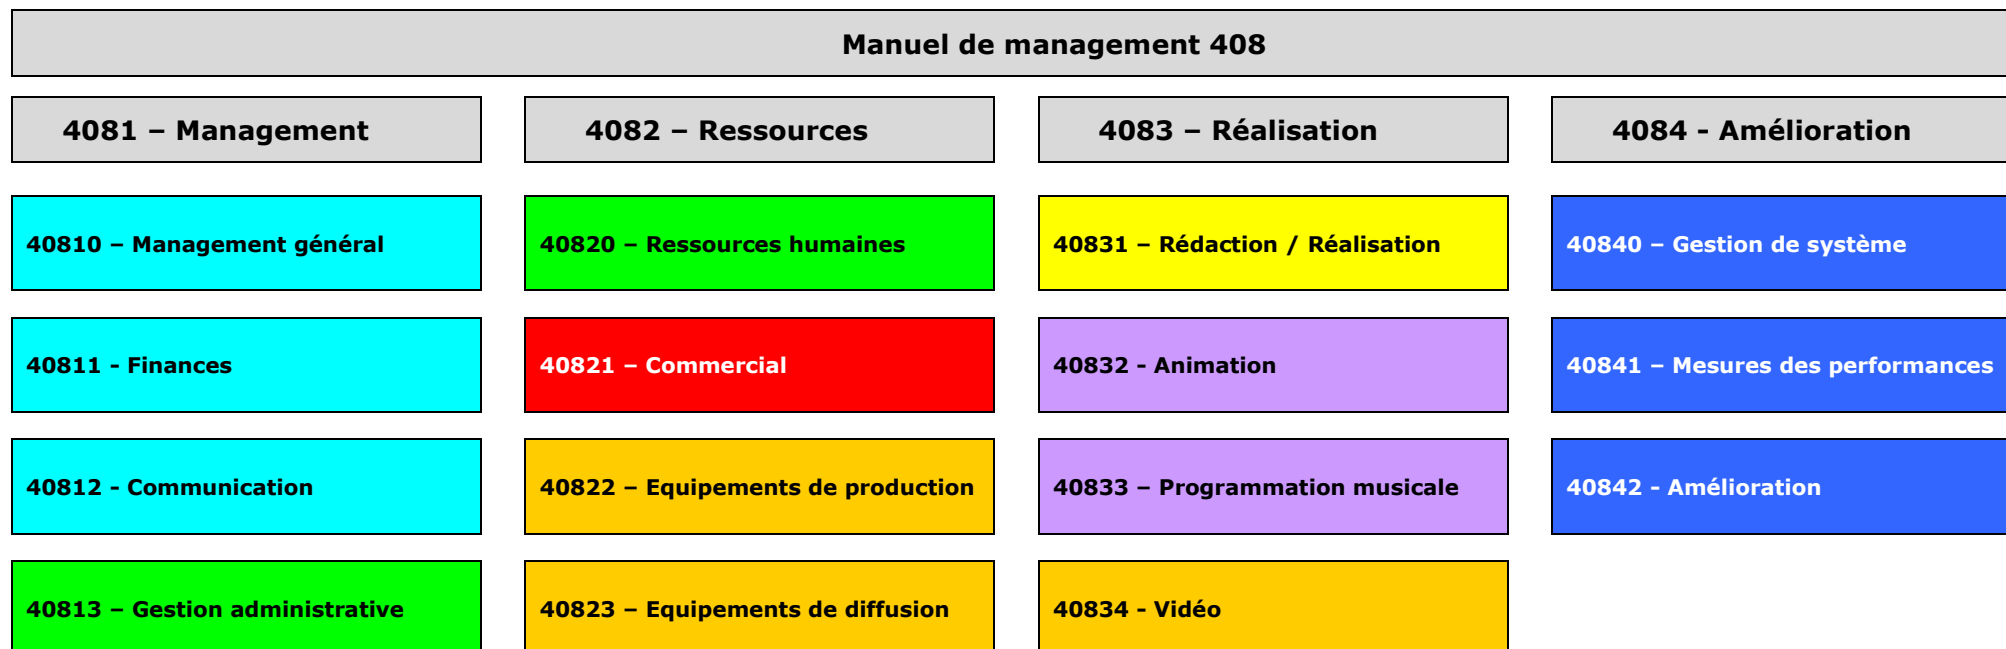 Manuel de management 408
4081 – Management
4082 – Ressources
4083 – Réalisation
4084 - Amélioration
40810 – Management général
40820 – Ressources humaines
40831 – Rédaction / Réalisation
40840 – Gestion de système
40811 - Finances
40821 – Commercial
40832 - Animation
40841 – Mesures des performances
40812 - Communication
40822 – Equipements de production
40833 – Programmation musicale
40842 - Amélioration
40813 – Gestion administrative
40823 – Equipements de diffusion
40834 - Vidéo